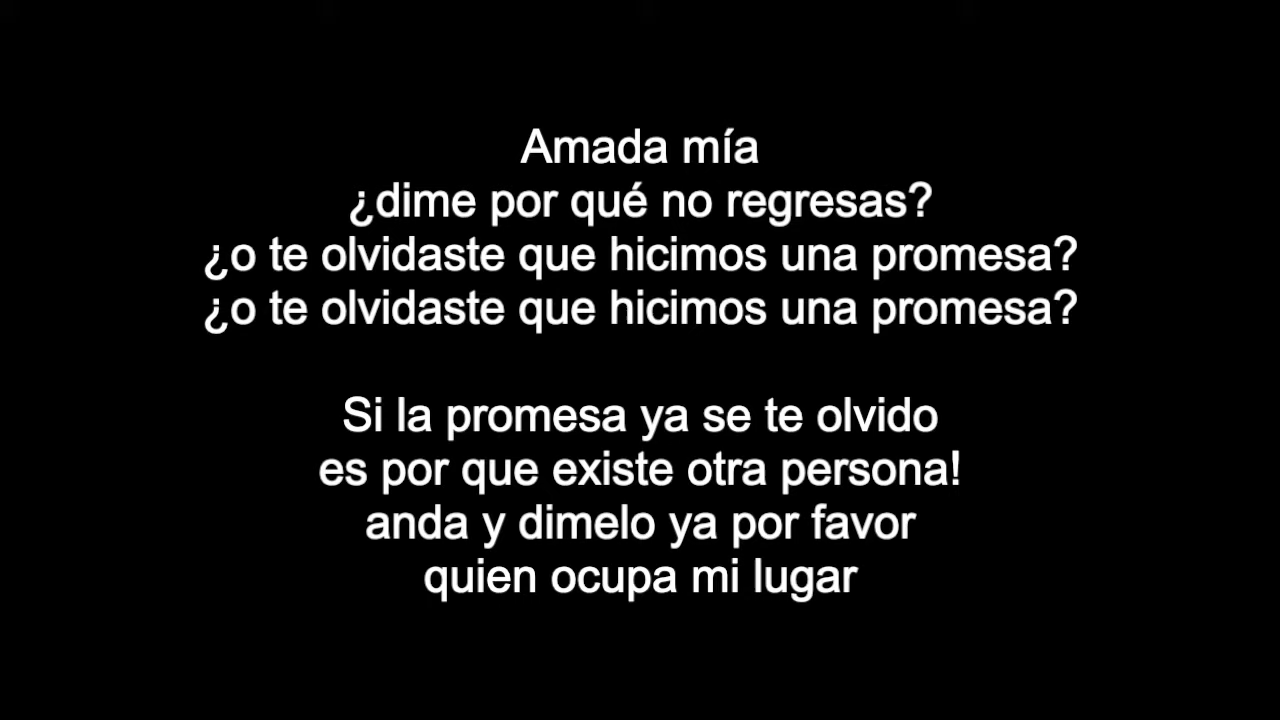 Amada mía
¿dime por qué no regresas?
¿o te olvidaste que hicimos una promesa?
¿o te olvidaste que hicimos una promesa?
Si la promesa ya se te olvido
es por que existe otra persona!
anda y dimelo ya por favor
quien ocupa mi lugar